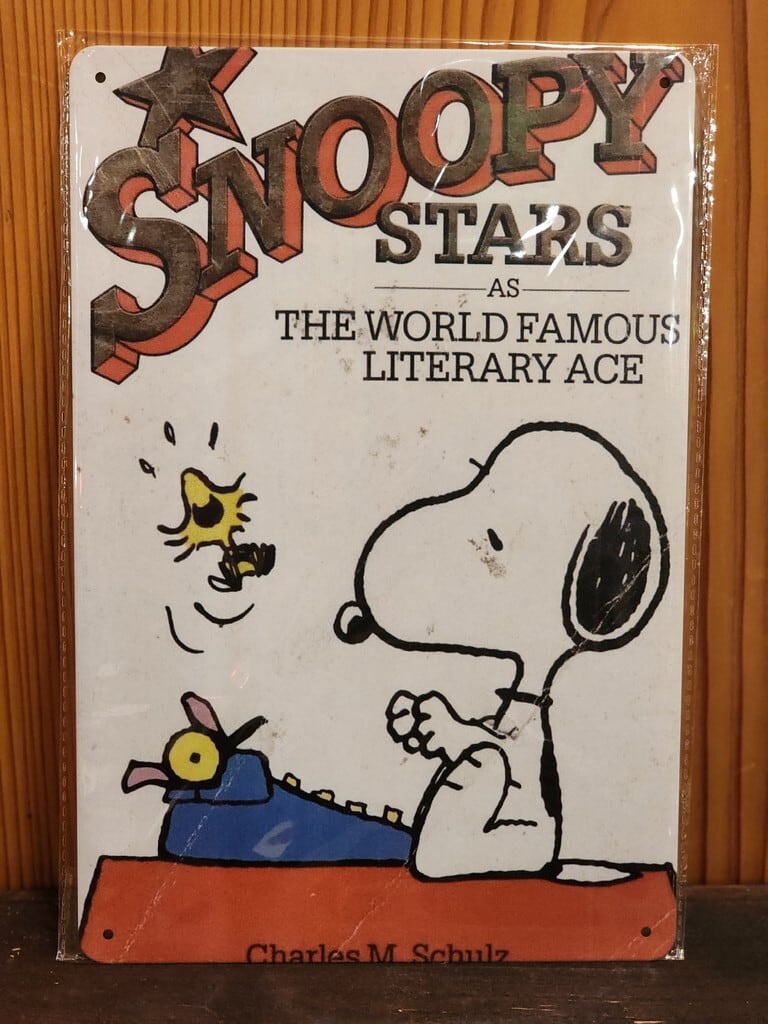 SNOOPY
STARS
AS
THE WORLD FAMOUS
LITERARY ACE
Charles M. Schulz